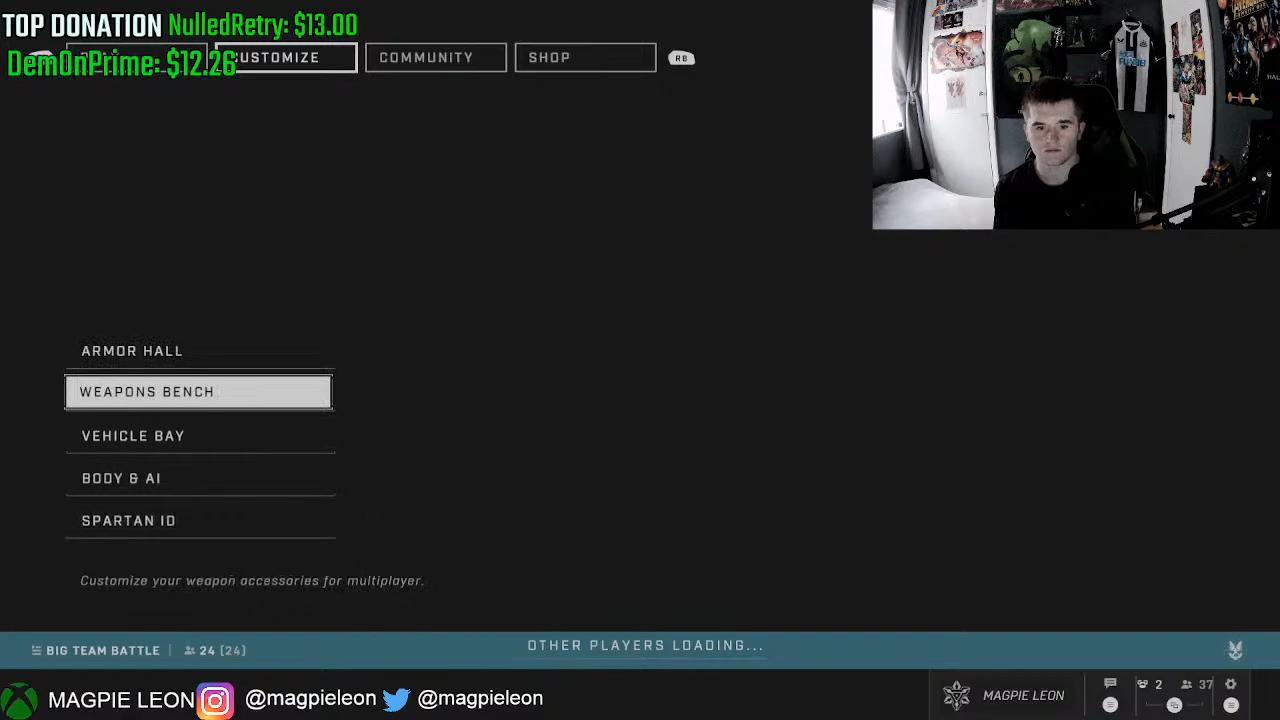 TOP DONATION NulledRetry: $13.00
DemOnPrime: $12.26
CUSTOMIZE
COMMUNITY
SHOP
RB
ARMOR HALL
WEAPONS BENCH
VEHICLE BAY
BODY & AI
SPARTAN ID
Customize your weapon accessories for multiplayer.
BIG TEAM BATTLE
24 [24]
OTHER PLAYERS LOADING...
MAGPIE LEON
@magpieleon
@magpieleon
MAGPIE LEON
2
37